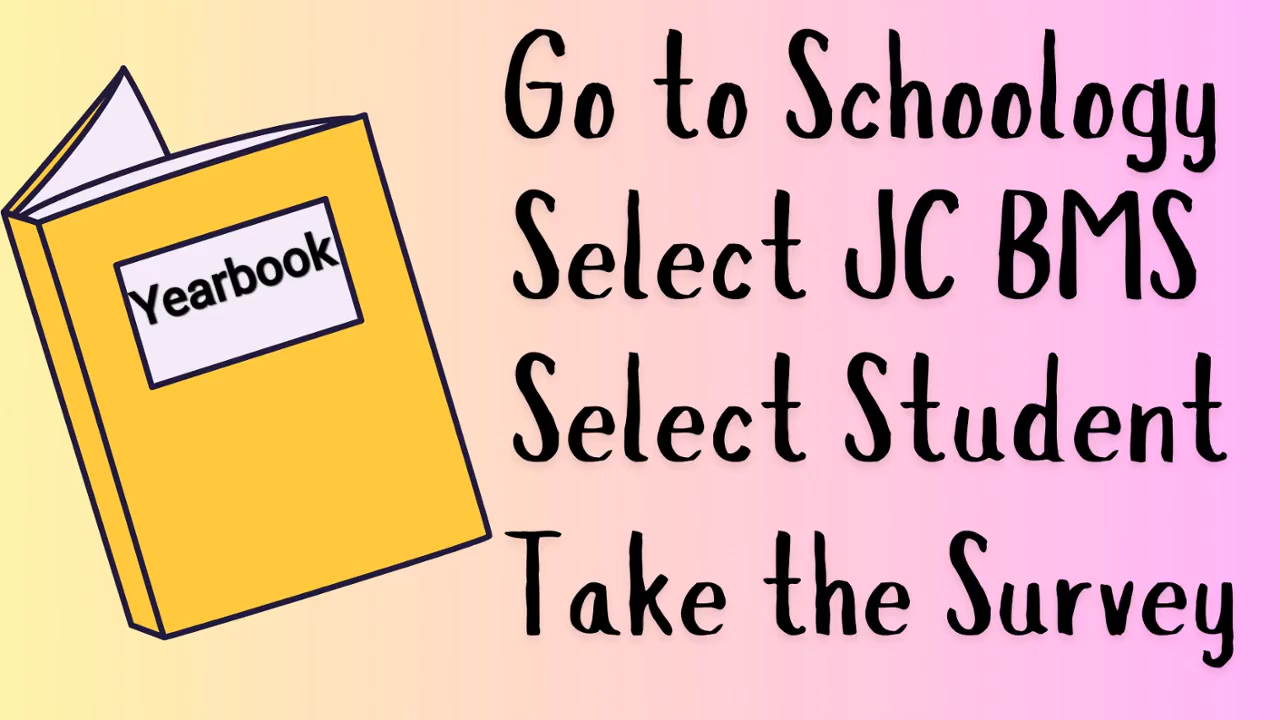 Yearbook
Go to Schoology
Select JC BMS
Select Student
Take the Survey